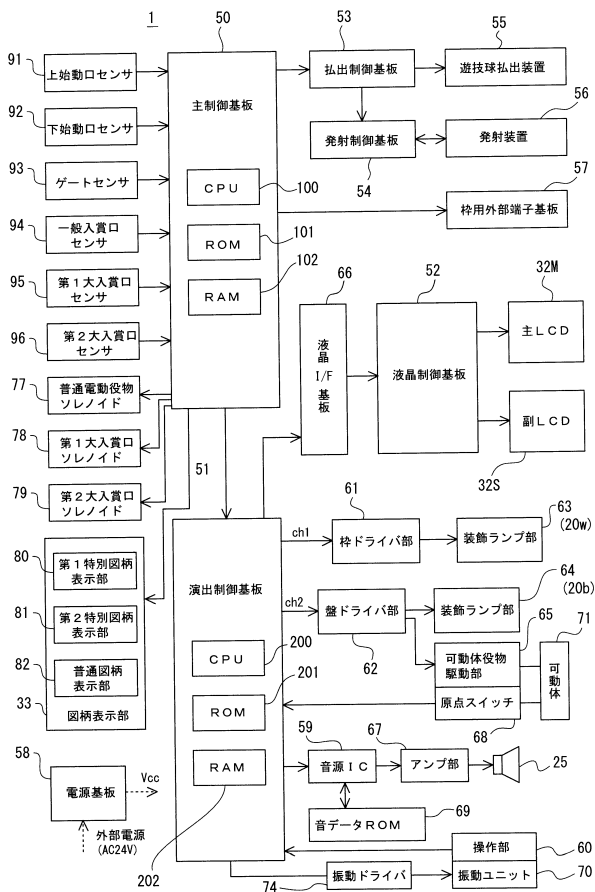 1
50
53
55
91
上始動口センサ
主制御基板
払出制御基板
遊技球払出装置
92
下始動口センサ
発射制御基板
54
56
発射装置
93
ゲートセンサ
CPU
100
57
枠用外部端子基板
94
一般入賞口
センサ
ROM
101
95
第1大入賞口
センサ
RAM
102
66
52
32M
96
第2大入賞口
センサ
液晶
I/F
基板
液晶制御基板
主LCD
77
普通電動役物
ソレノイド
78
第1大入賞口
ソレノイド
副LCD
32S
79
第2大入賞口
ソレノイド
51
61
63
(20w)
ch1
枠ドライバ部
装飾ランプ部
80
第1特別図柄
表示部
演出制御基板
64
(20b)
81
第2特別図柄
表示部
ch2
盤ドライバ部
62
装飾ランプ部
65
71
82
普通図柄
表示部
CPU
200
可動体役物
駆動部
可動体
33
図柄表示部
ROM
201
原点スイッチ
68
58
電源基板
Vcc
RAM
202
59
音源IC
67
アンプ部
25
外部電源
(AC24V)
音データROM
69
操作部
60
74
振動ドライバ
振動ユニット
70